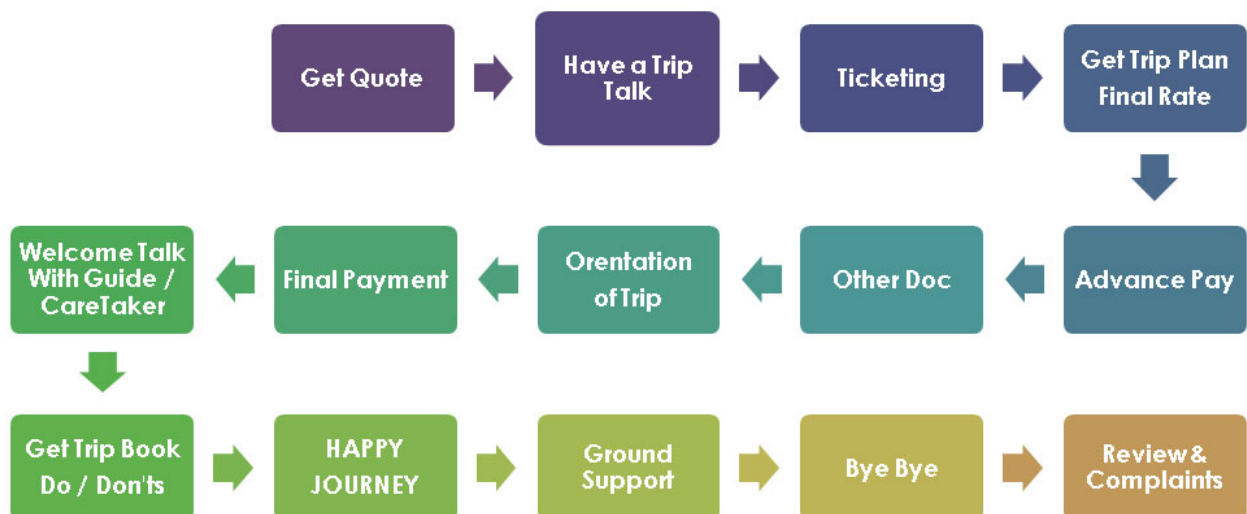 Get Quote
Have a Trip
Talk
Ticketing
Get Trip Plan
Final Rate
Advance Pay
Other Doc
Orentation
of Trip
Final Payment
Welcome Talk
With Guide /
CareTaker
Get Trip Book
Do / Don'ts
HAPPY
JOURNEY
Ground
Support
Bye Bye
Review &
Complaints